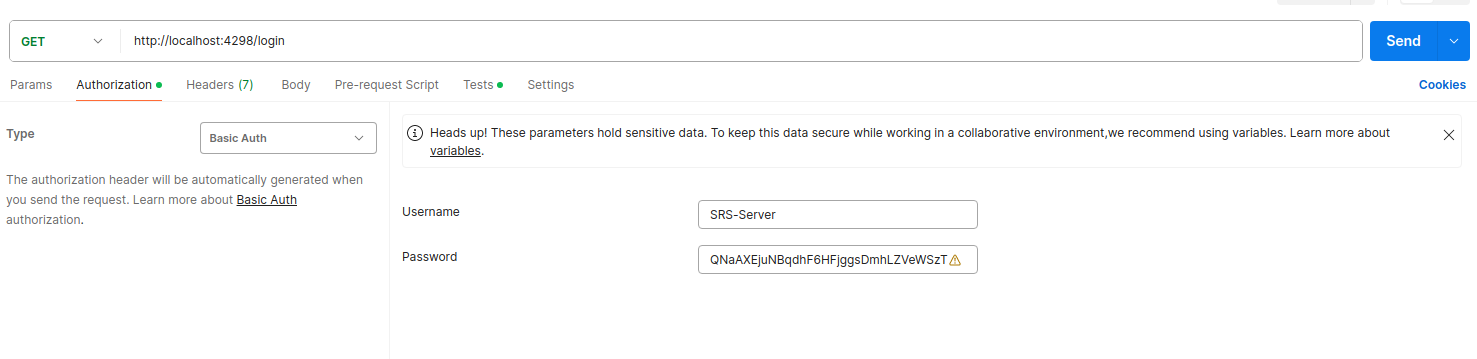 GET http://localhost:4298/login Send
Params Authorization Headers (7) Body Pre-request Script Tests Settings Cookies
Type Basic Auth
The authorization header will be automatically generated when
you send the request. Learn more about Basic Auth
authorization.
Heads up! These parameters hold sensitive data. To keep this data secure while working in a collaborative environment,we recommend using variables. Learn more about
variables.
Username SRS-Server
Password QNaAXEjuNBqdhF6HFjggsDmhLZVeWSzT